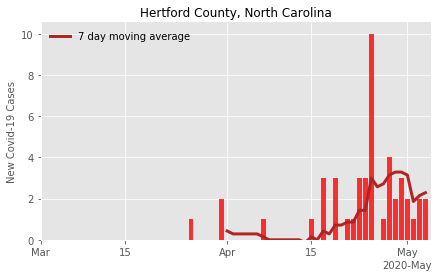 Hertford County, North Carolina
7 day moving average
New Covid-19 Cases
10
8
6
4
2
0
Mar 15 Apr 15 May
2020-May